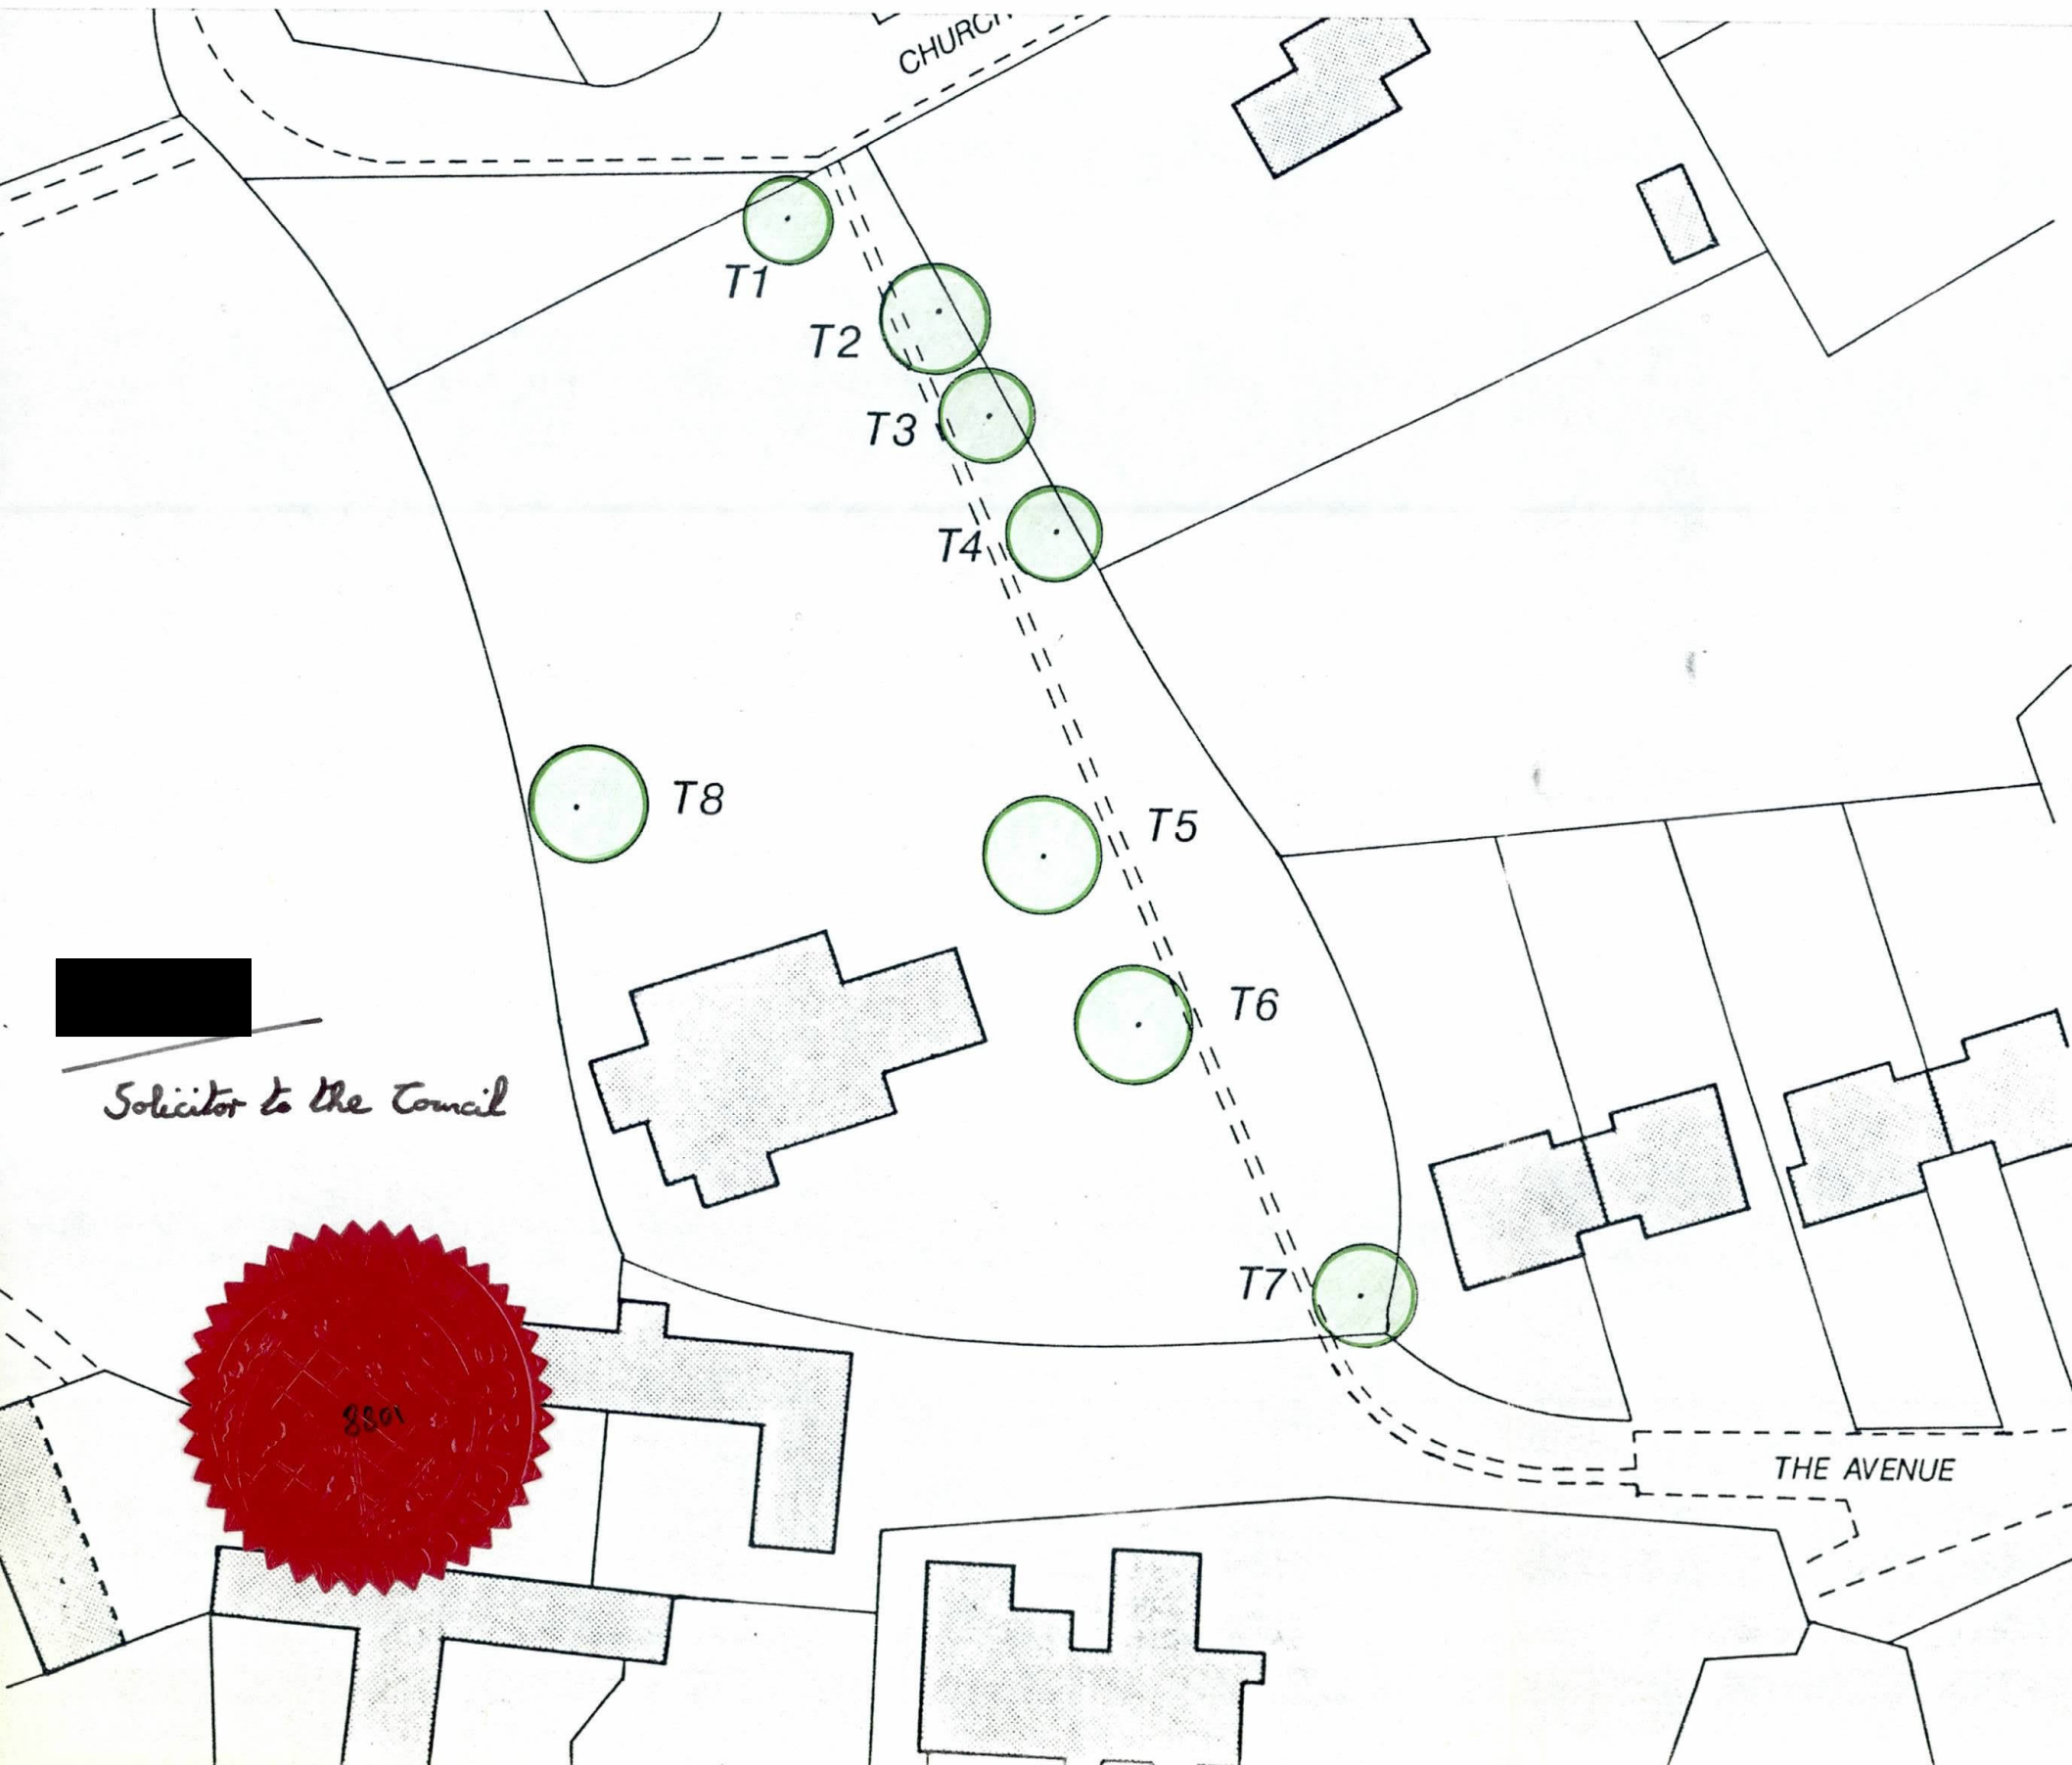 CHURCH
T1
T2
T3
T4
T8
T5
T6
Solicitor to the Council
T7
8801
THE AVENUE